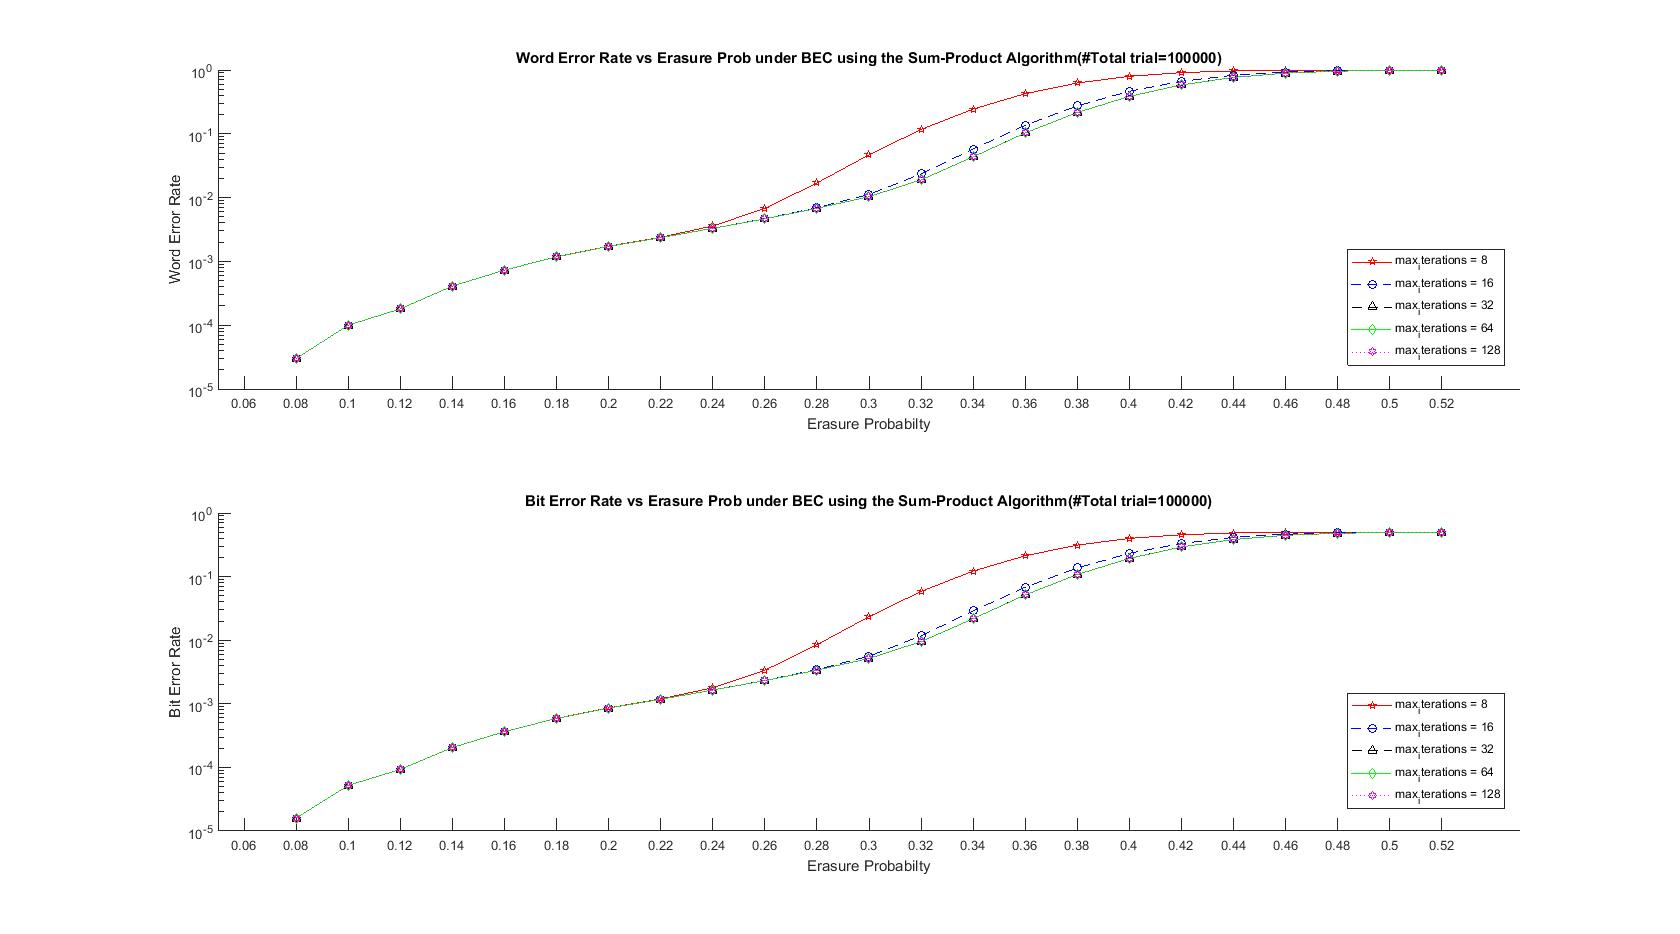 Word Error Rate vs Erasure Prob under BEC using the Sum-Product Algorithm(#Total trial=100000)
10^0
10^-1
10^-2
10^-3
10^-4
10^-5
Word Error Rate
max_iterations = 8
max_iterations = 16
max_iterations = 32
max_iterations = 64
max_iterations = 128
0.06 0.08 0.1 0.12 0.14 0.16 0.18 0.2 0.22 0.24 0.26 0.28 0.3 0.32 0.34 0.36 0.38 0.4 0.42 0.44 0.46 0.48 0.5 0.52
Erasure Probabilty
Bit Error Rate vs Erasure Prob under BEC using the Sum-Product Algorithm(#Total trial=100000)
10^0
10^-1
10^-2
10^-3
10^-4
10^-5
Bit Error Rate
max_iterations = 8
max_iterations = 16
max_iterations = 32
max_iterations = 64
max_iterations = 128
0.06 0.08 0.1 0.12 0.14 0.16 0.18 0.2 0.22 0.24 0.26 0.28 0.3 0.32 0.34 0.36 0.38 0.4 0.42 0.44 0.46 0.48 0.5 0.52
Erasure Probabilty